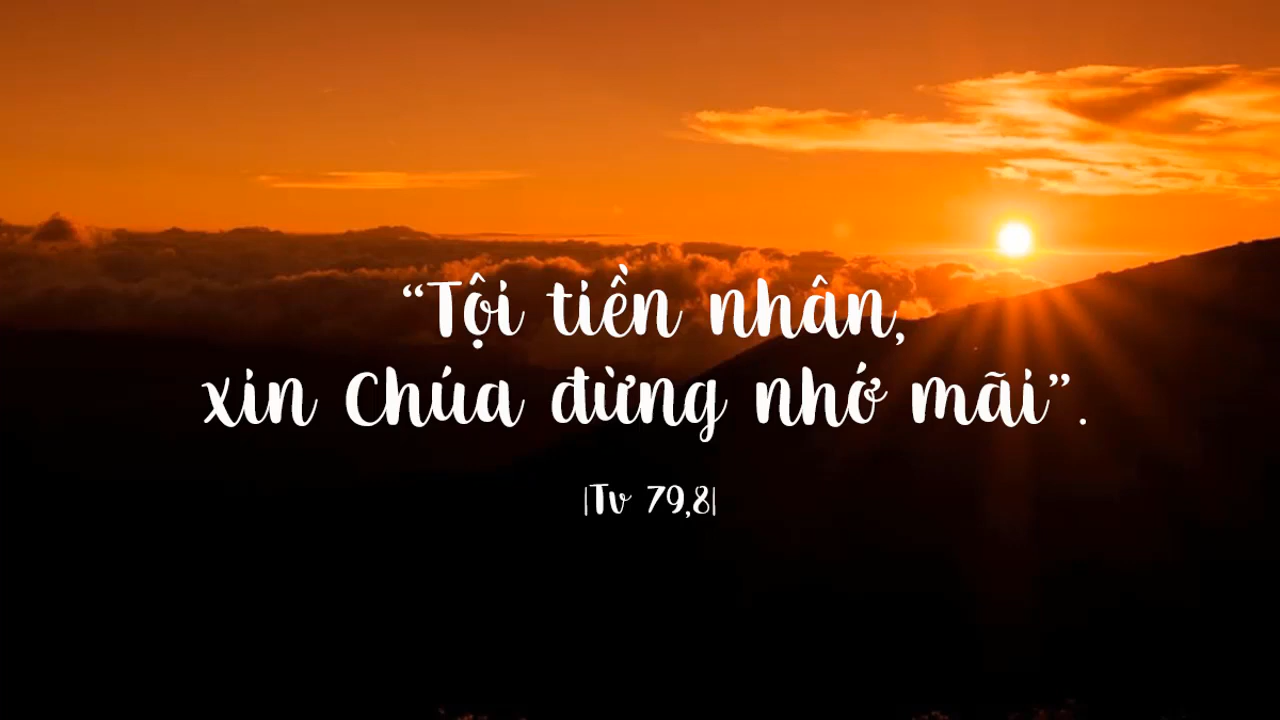 “Tội tiền nhân,
xin Chúa đừng nhớ mãi”.
|Tv 79,8|